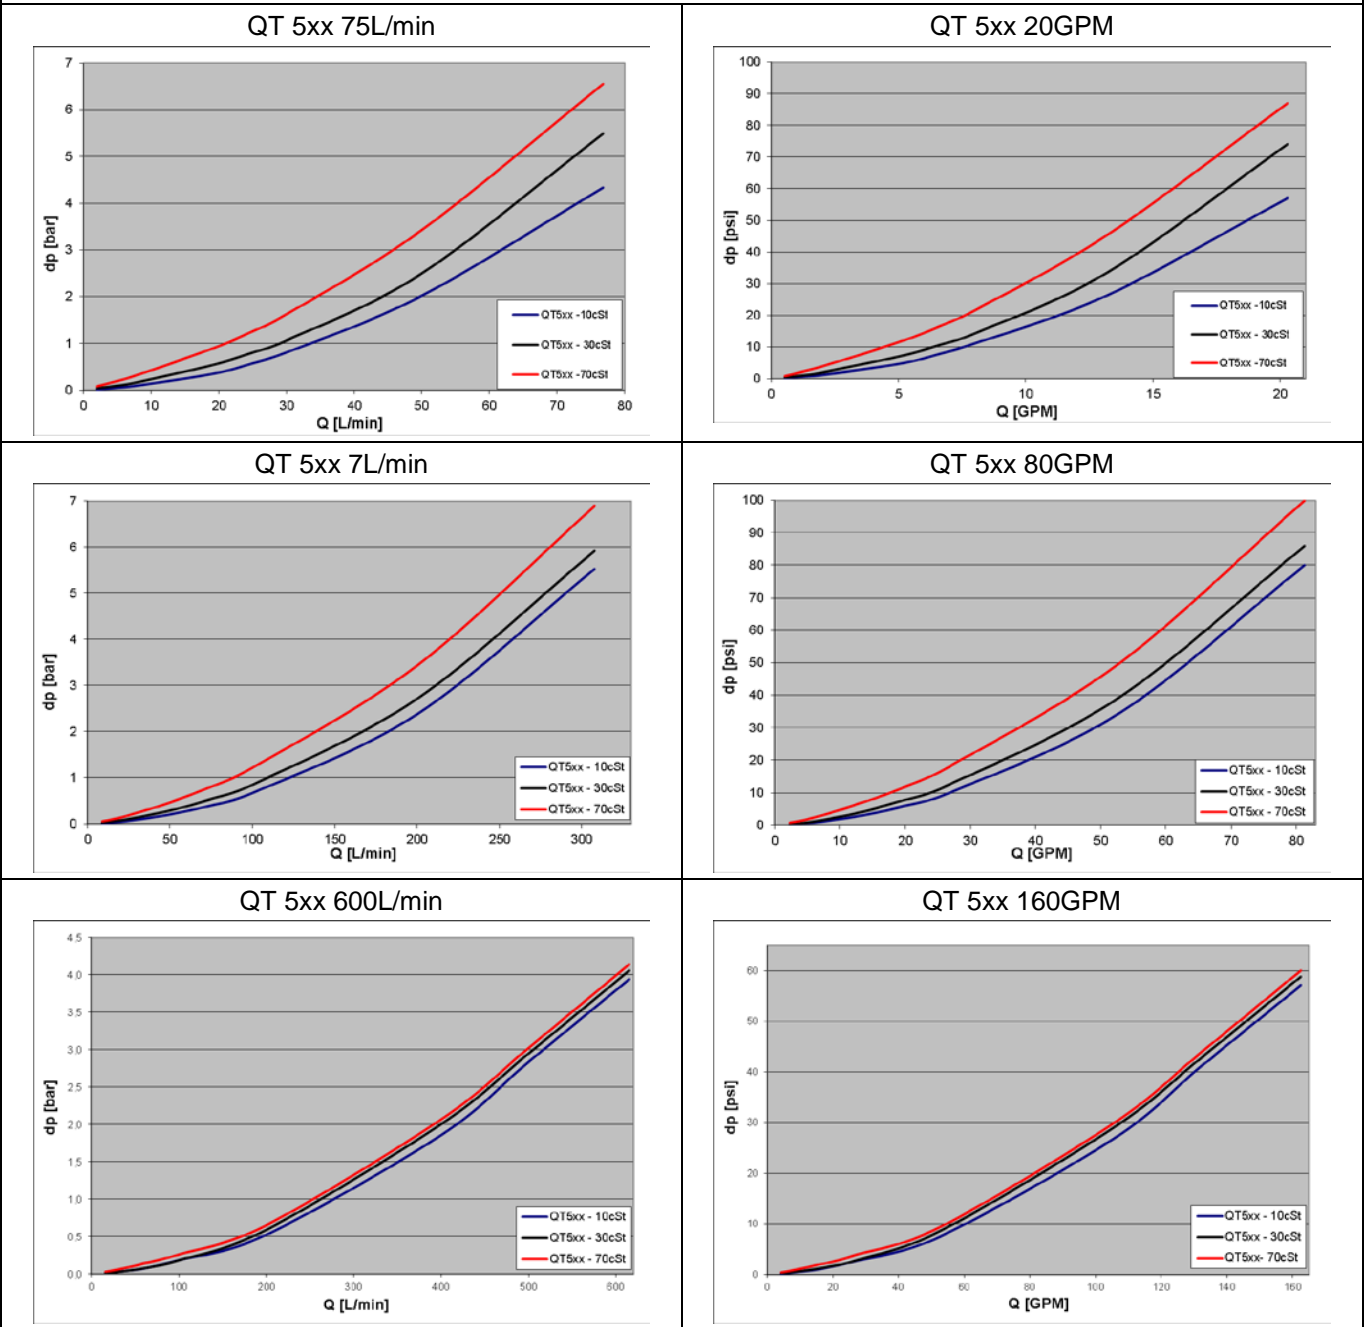 QT 5xx 75L/min
7
6
5
4
3
2
1
0
0 10 20 30 40 50 60 70 80
dp [bar]
Q [L/min]
QT5xx -10cSt
QT5xx - 30cSt
QT5xx -70cSt
QT 5xx 20GPM
100
90
80
70
60
50
40
30
20
10
0
0 5 10 15 20
dp [psi]
Q [GPM]
QT5xx -10cSt
QT5xx - 30cSt
QT5xx -70cSt
QT 5xx 7L/min
7
6
5
4
3
2
1
0
0 50 100 150 200 250 300
dp [bar]
Q [L/min]
QT5xx - 10cSt
QT5xx - 30cSt
QT5xx - 70cSt
QT 5xx 80GPM
100
90
80
70
60
50
40
30
20
10
0
0 10 20 30 40 50 60 70 80
dp [psi]
Q [GPM]
QT5xx - 10cSt
QT5xx - 30cSt
QT5xx - 70cSt
QT 5xx 600L/min
4.5
4.0
3.5
3.0
2.5
2.0
1.5
1.0
0.5
0.0
0 100 200 300 400 500 600
dp [bar]
Q [L/min]
QT5xx - 10cSt
QT5xx - 30cSt
QT5xx - 70cSt
QT 5xx 160GPM
60
50
40
30
20
10
0
0 20 40 60 80 100 120 140 160
dp [psi]
Q [GPM]
QT5xx - 10cSt
QT5xx - 30cSt
QT5xx- 70cSt